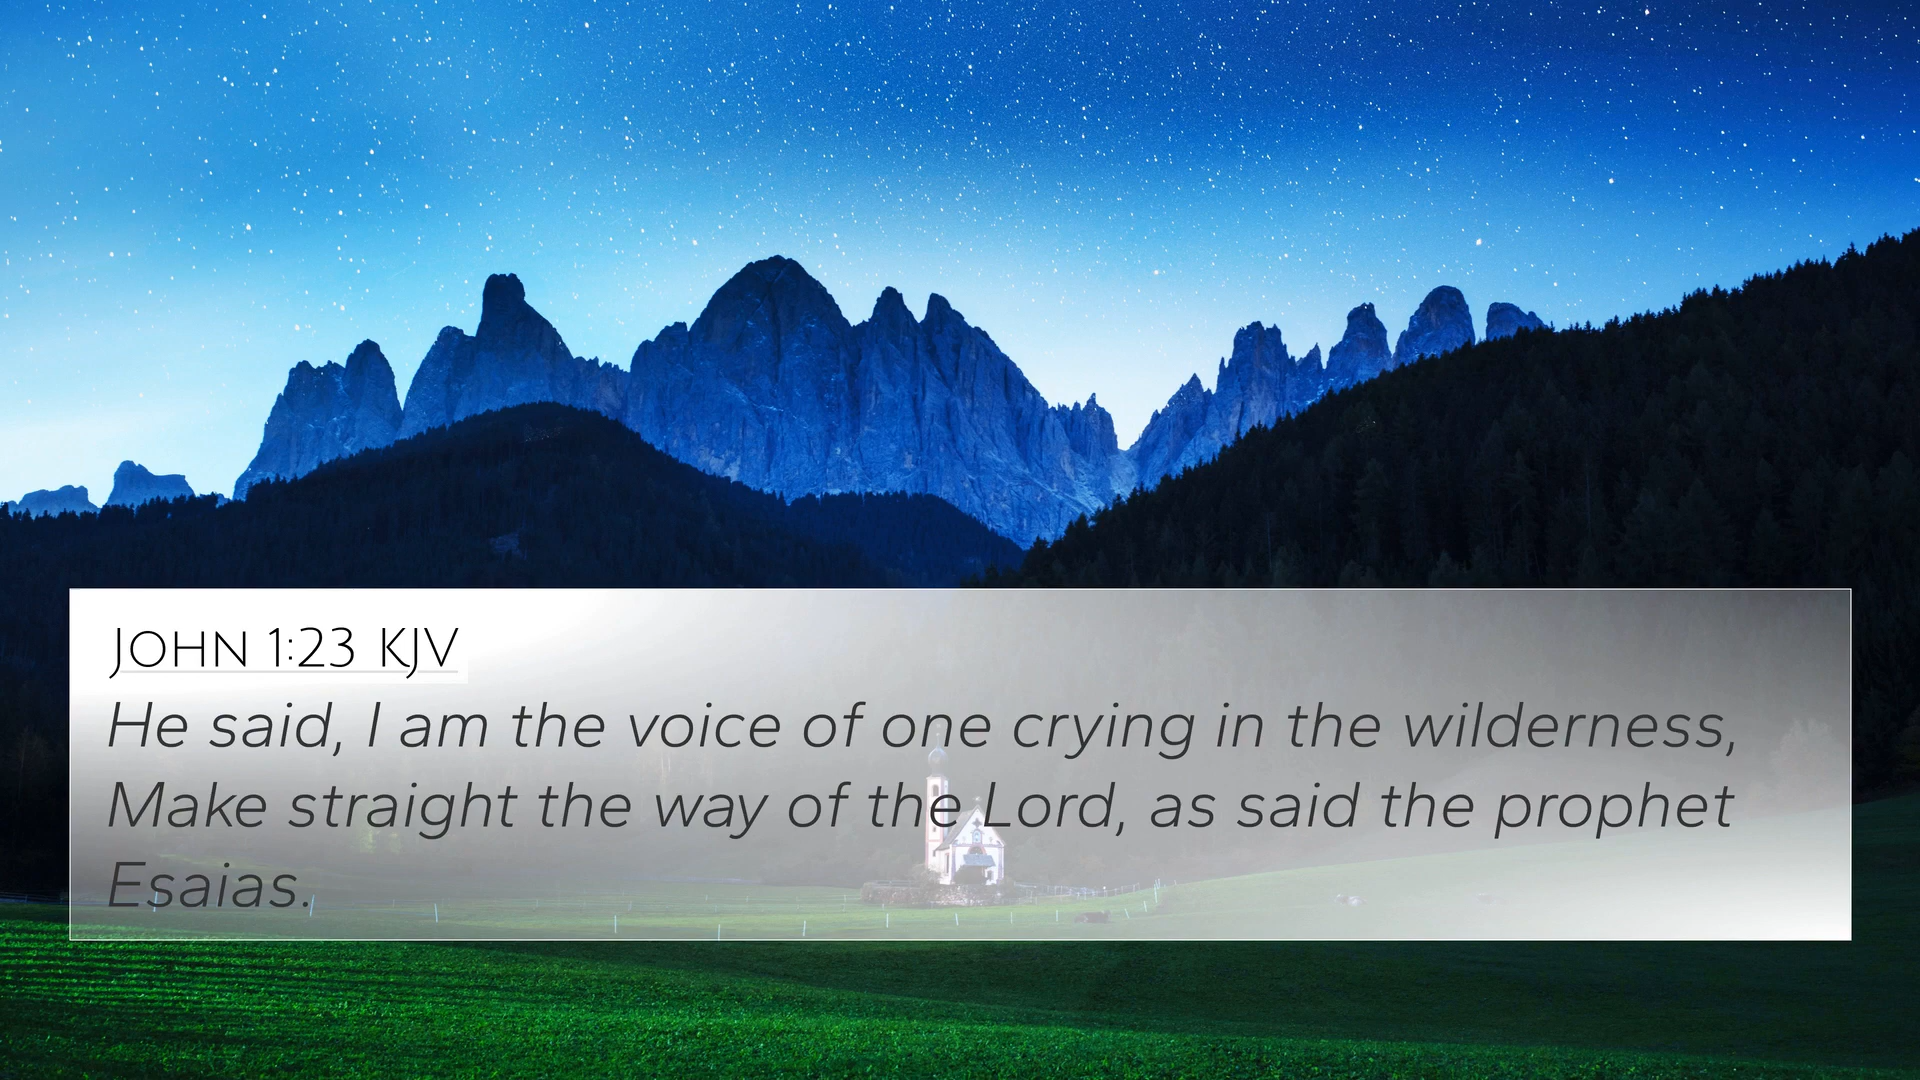 John 1:23 KJV
He said, I am the voice of one crying in the wilderness,
Make straight the way of the Lord, as said the prophet
Esaias.